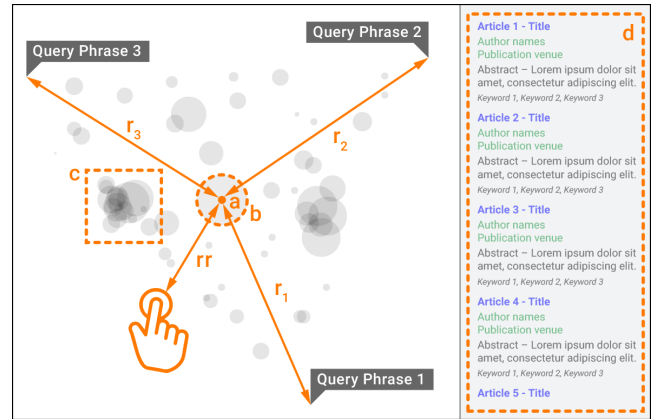 Query Phrase 3
Query Phrase 2
r3
r2
c
a
b
rr
r1
Query Phrase 1
d
Article 1 - Title
Author names
Publication venue
Abstract – Lorem ipsum dolor sit
amet, consectetur adipiscing elit.
Keyword 1, Keyword 2, Keyword 3
Article 2 - Title
Author names
Publication venue
Abstract – Lorem ipsum dolor sit
amet, consectetur adipiscing elit.
Keyword 1, Keyword 2, Keyword 3
Article 3 - Title
Author names
Publication venue
Abstract – Lorem ipsum dolor sit
amet, consectetur adipiscing elit.
Keyword 1, Keyword 2, Keyword 3
Article 4 - Title
Author names
Publication venue
Abstract – Lorem ipsum dolor sit
amet, consectetur adipiscing elit.
Keyword 1, Keyword 2, Keyword 3
Article 5 - Title